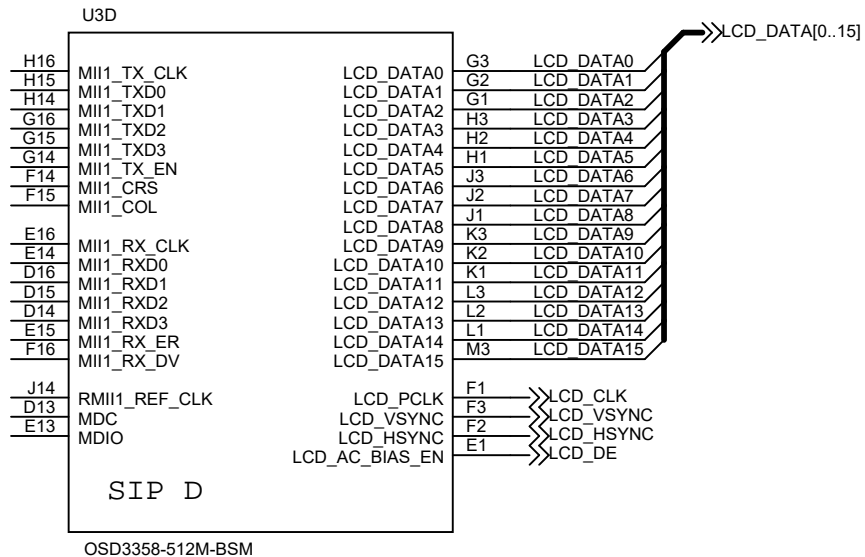 U3D
LCD_DATA[0..15]
H16 MII1_TX_CLK LCD_DATA0 G3 LCD_DATA0
H15 MII1_TXD0 LCD_DATA1 G2 LCD_DATA1
H14 MII1_TXD1 LCD_DATA2 G1 LCD_DATA2
G16 MII1_TXD2 LCD_DATA3 H3 LCD_DATA3
G15 MII1_TXD3 LCD_DATA4 H2 LCD_DATA4
G14 MII1_TX_EN LCD_DATA5 H1 LCD_DATA5
F14 MII1_CRS LCD_DATA6 J3 LCD_DATA6
F15 MII1_COL LCD_DATA7 J2 LCD_DATA7
LCD_DATA8 J1 LCD_DATA8
E16 MII1_RX_CLK LCD_DATA9 K3 LCD_DATA9
E14 MII1_RXD0 LCD_DATA10 K2 LCD_DATA10
D16 MII1_RXD1 LCD_DATA11 K1 LCD_DATA11
D15 MII1_RXD2 LCD_DATA12 L3 LCD_DATA12
D14 MII1_RXD3 LCD_DATA13 L2 LCD_DATA13
E15 MII1_RX_ER LCD_DATA14 L1 LCD_DATA14
F16 MII1_RX_DV LCD_DATA15 M3 LCD_DATA15
J14 RMII1_REF_CLK LCD_PCLK F1 LCD_CLK
D13 MDC LCD_VSYNC F3 LCD_VSYNC
E13 MDIO LCD_HSYNC F2 LCD_HSYNC
LCD_AC_BIAS_EN E1 LCD_DE
SIP D
OSD3358-512M-BSM